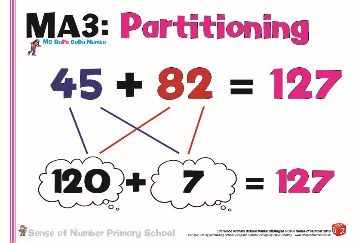 MA3: Partitioning
45 + 82 = 127
120 + 7 = 127
Sense of Number Primary School